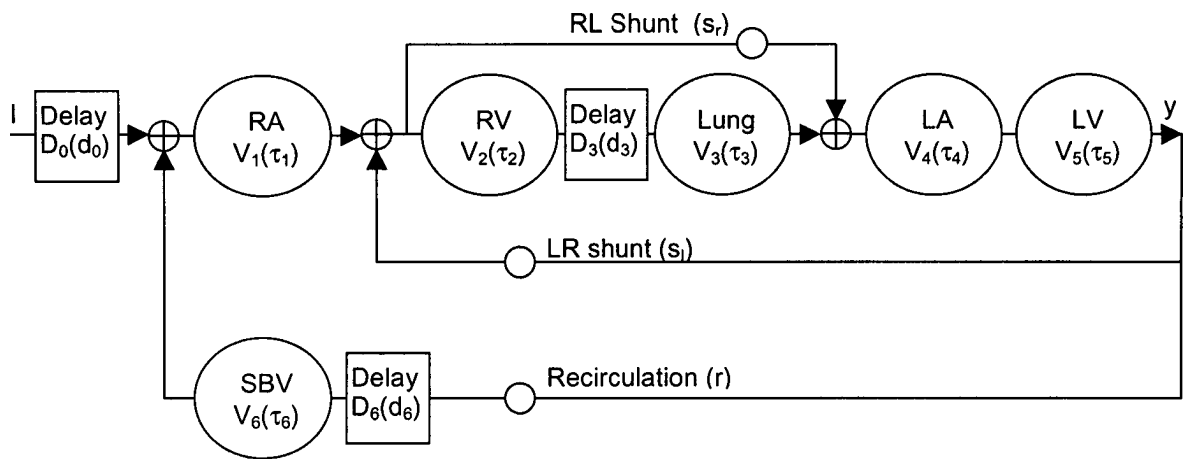 RL Shunt (sᵣ)
I
Delay
D₀(d₀)
RA
V₁(τ₁)
RV
V₂(τ₂)
Delay
D₃(d₃)
Lung
V₃(τ₃)
LA
V₄(τ₄)
LV
V₅(τ₅)
y
LR shunt (sₗ)
SBV
V₆(τ₆)
Delay
D₆(d₆)
Recirculation (r)